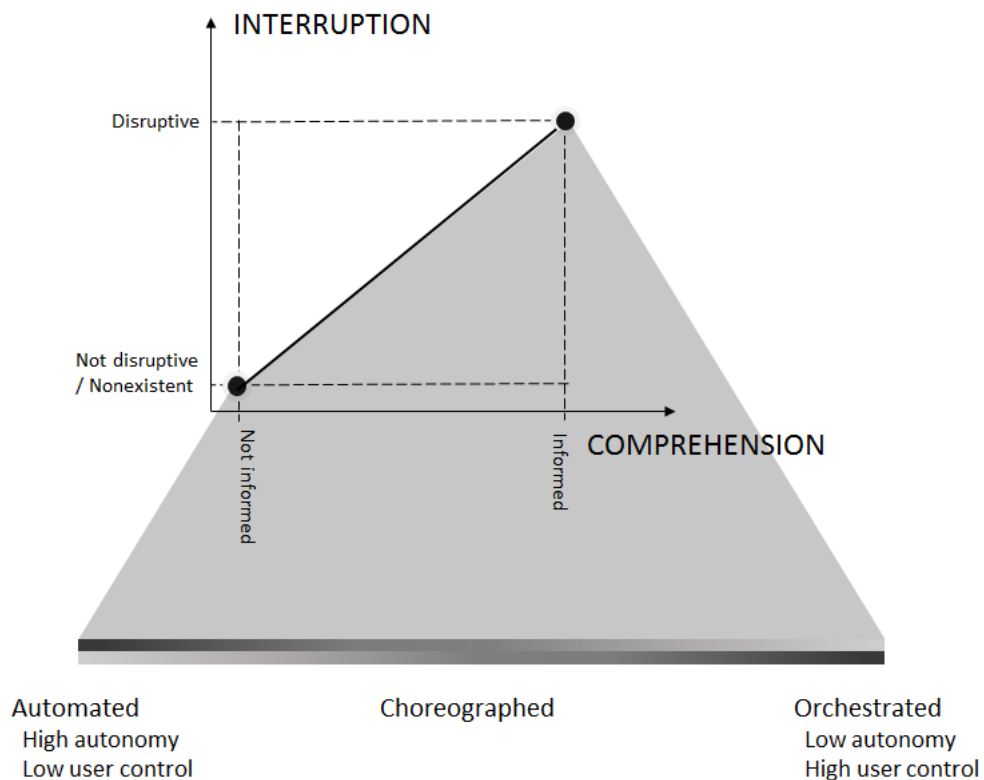 INTERRUPTION
Disruptive
Not disruptive
/ Nonexistent
Not informed
Informed
COMPREHENSION
Automated
High autonomy
Low user control
Choreographed
Orchestrated
Low autonomy
High user control